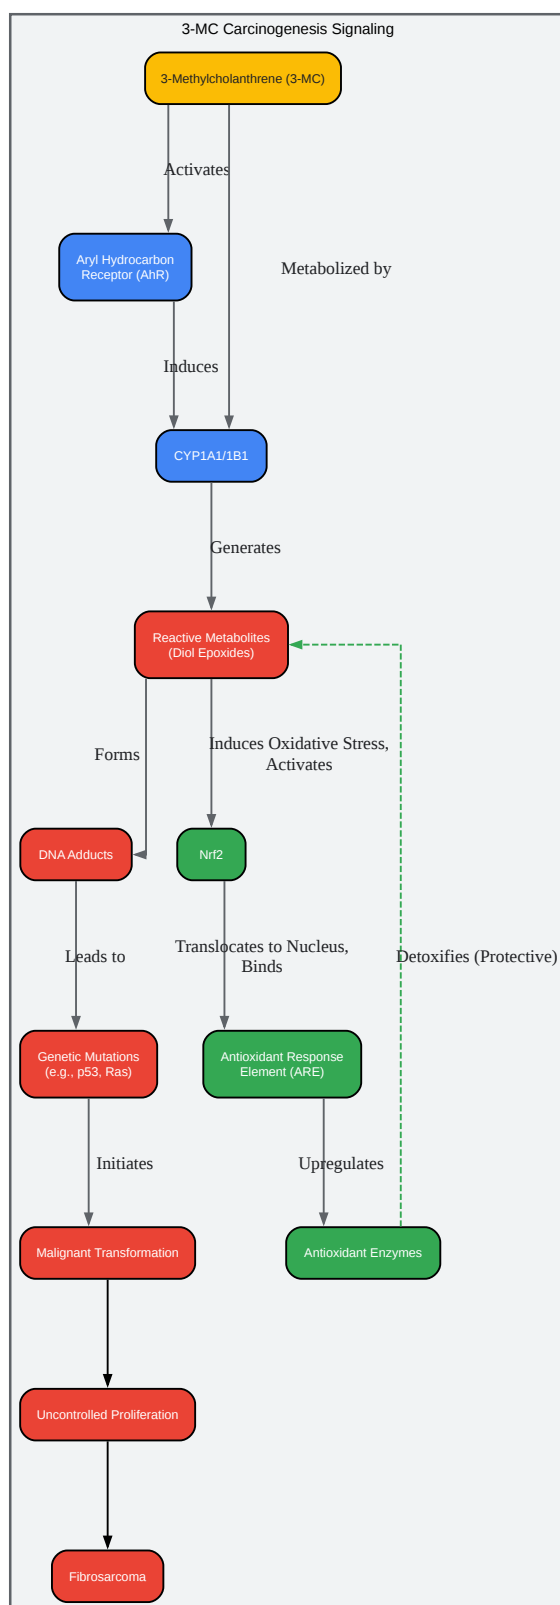 3-MC Carcinogenesis Signaling
3-Methylcholanthrene (3-MC)
Activates
Aryl Hydrocarbon
Receptor (AhR)
Metabolized by
Induces
CYP1A1/1B1
Generates
Reactive Metabolites
(Diol Epoxides)
Forms
Induces Oxidative Stress,
Activates
DNA Adducts
Nrf2
Leads to
Translocates to Nucleus,
Binds
Detoxifies (Protective)
Genetic Mutations
(e.g., p53, Ras)
Antioxidant Response
Element (ARE)
Initiates
Upregulates
Malignant Transformation
Antioxidant Enzymes
Uncontrolled Proliferation
Fibrosarcoma